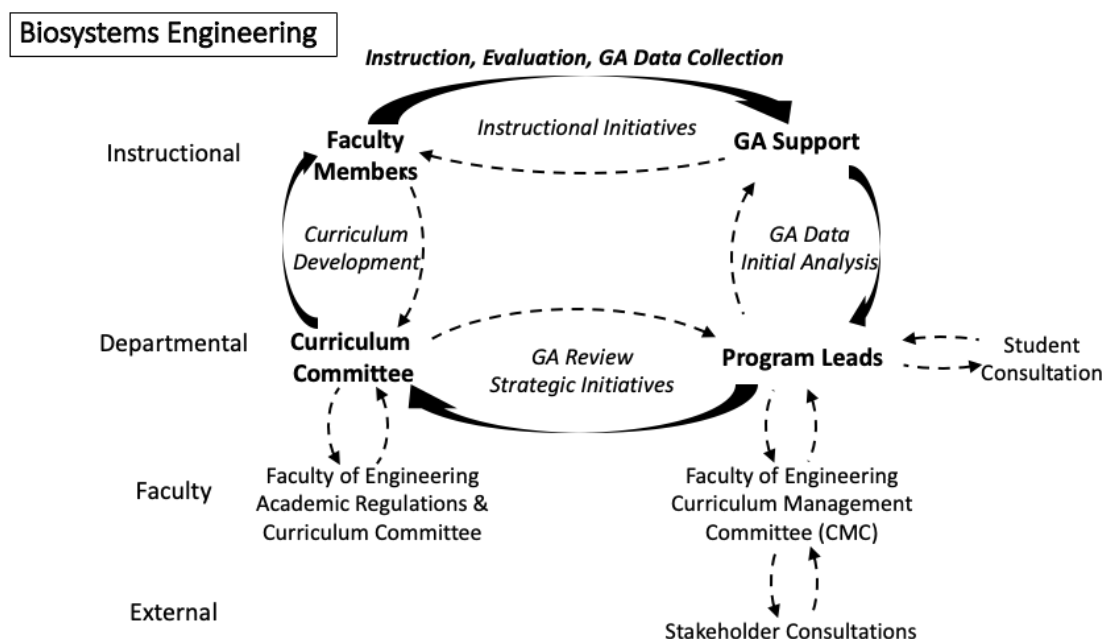 Biosystems Engineering
Instruction, Evaluation, GA Data Collection
Instructional Initiatives
Instructional
Faculty
Members
GA Support
Curriculum
Development
GA Data
Initial Analysis
Departmental
Curriculum
Committee
GA Review
Strategic Initiatives
Program Leads
Student
Consultation
Faculty
Faculty of Engineering
Academic Regulations &
Curriculum Committee
Faculty of Engineering
Curriculum Management
Committee (CMC)
External
Stakeholder Consultations